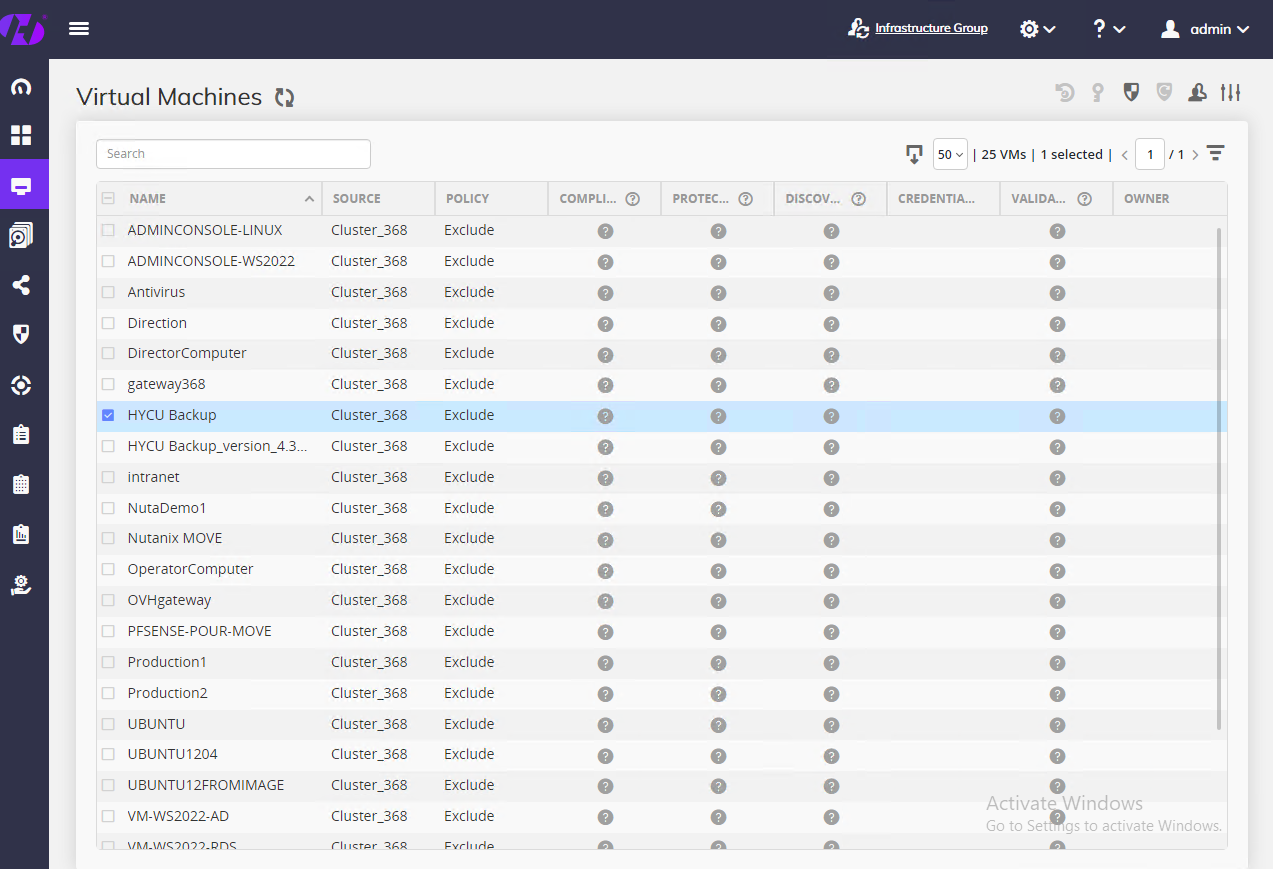 Infrastructure Group
? admin
Virtual Machines
Search
50 | 25 VMs | 1 selected | < 1 / 1 >
NAME SOURCE POLICY COMPLI... ? PROTEC... ? DISCOV... ? CREDENTIA... VALIDA... ? OWNER
ADMINCONSOLE-LINUX Cluster_368 Exclude ? ? ? ?
ADMINCONSOLE-WS2022 Cluster_368 Exclude ? ? ? ?
Antivirus Cluster_368 Exclude ? ? ? ?
Direction Cluster_368 Exclude ? ? ? ?
DirectorComputer Cluster_368 Exclude ? ? ? ?
gateway368 Cluster_368 Exclude ? ? ? ?
HYCU Backup Cluster_368 Exclude ? ? ? ?
HYCU Backup_version_4.3... Cluster_368 Exclude ? ? ? ?
intranet Cluster_368 Exclude ? ? ? ?
NutaDemo1 Cluster_368 Exclude ? ? ? ?
Nutanix MOVE Cluster_368 Exclude ? ? ? ?
OperatorComputer Cluster_368 Exclude ? ? ? ?
OVHgateway Cluster_368 Exclude ? ? ? ?
PFSENSE-POUR-MOVE Cluster_368 Exclude ? ? ? ?
Production1 Cluster_368 Exclude ? ? ? ?
Production2 Cluster_368 Exclude ? ? ? ?
UBUNTU Cluster_368 Exclude ? ? ? ?
UBUNTU1204 Cluster_368 Exclude ? ? ? ?
UBUNTU12FROMIMAGE Cluster_368 Exclude ? ? ? ?
Activate Windows
VM-WS2022-AD Cluster_368 Exclude ? ? ? ?
Go to Settings to activate Windows.
VM-WS2022-RDS Cluster_368 Exclude ? ? ? ?